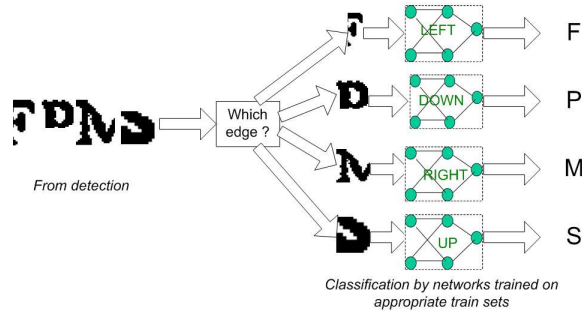 F
LEFT
Which
edge ?
DOWN
P
From detection
RIGHT
M
UP
S
Classification by networks trained on
appropriate train sets